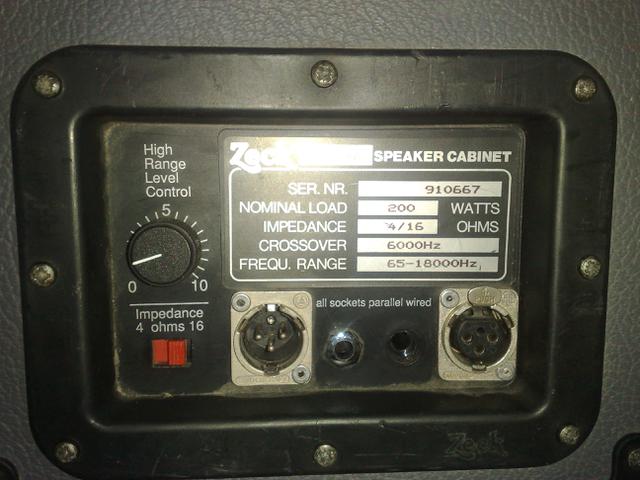 High
Range
Level
Control
5
0 10
Impedance
4 ohms 16
Zeck SPEAKER CABINET
SER. NR. 910667
NOMINAL LOAD 200 WATTS
IMPEDANCE 4/16 OHMS
CROSSOVER 6000Hz
FREQU. RANGE 65-18000Hz
all sockets parallel wired
PUSH
Zeck